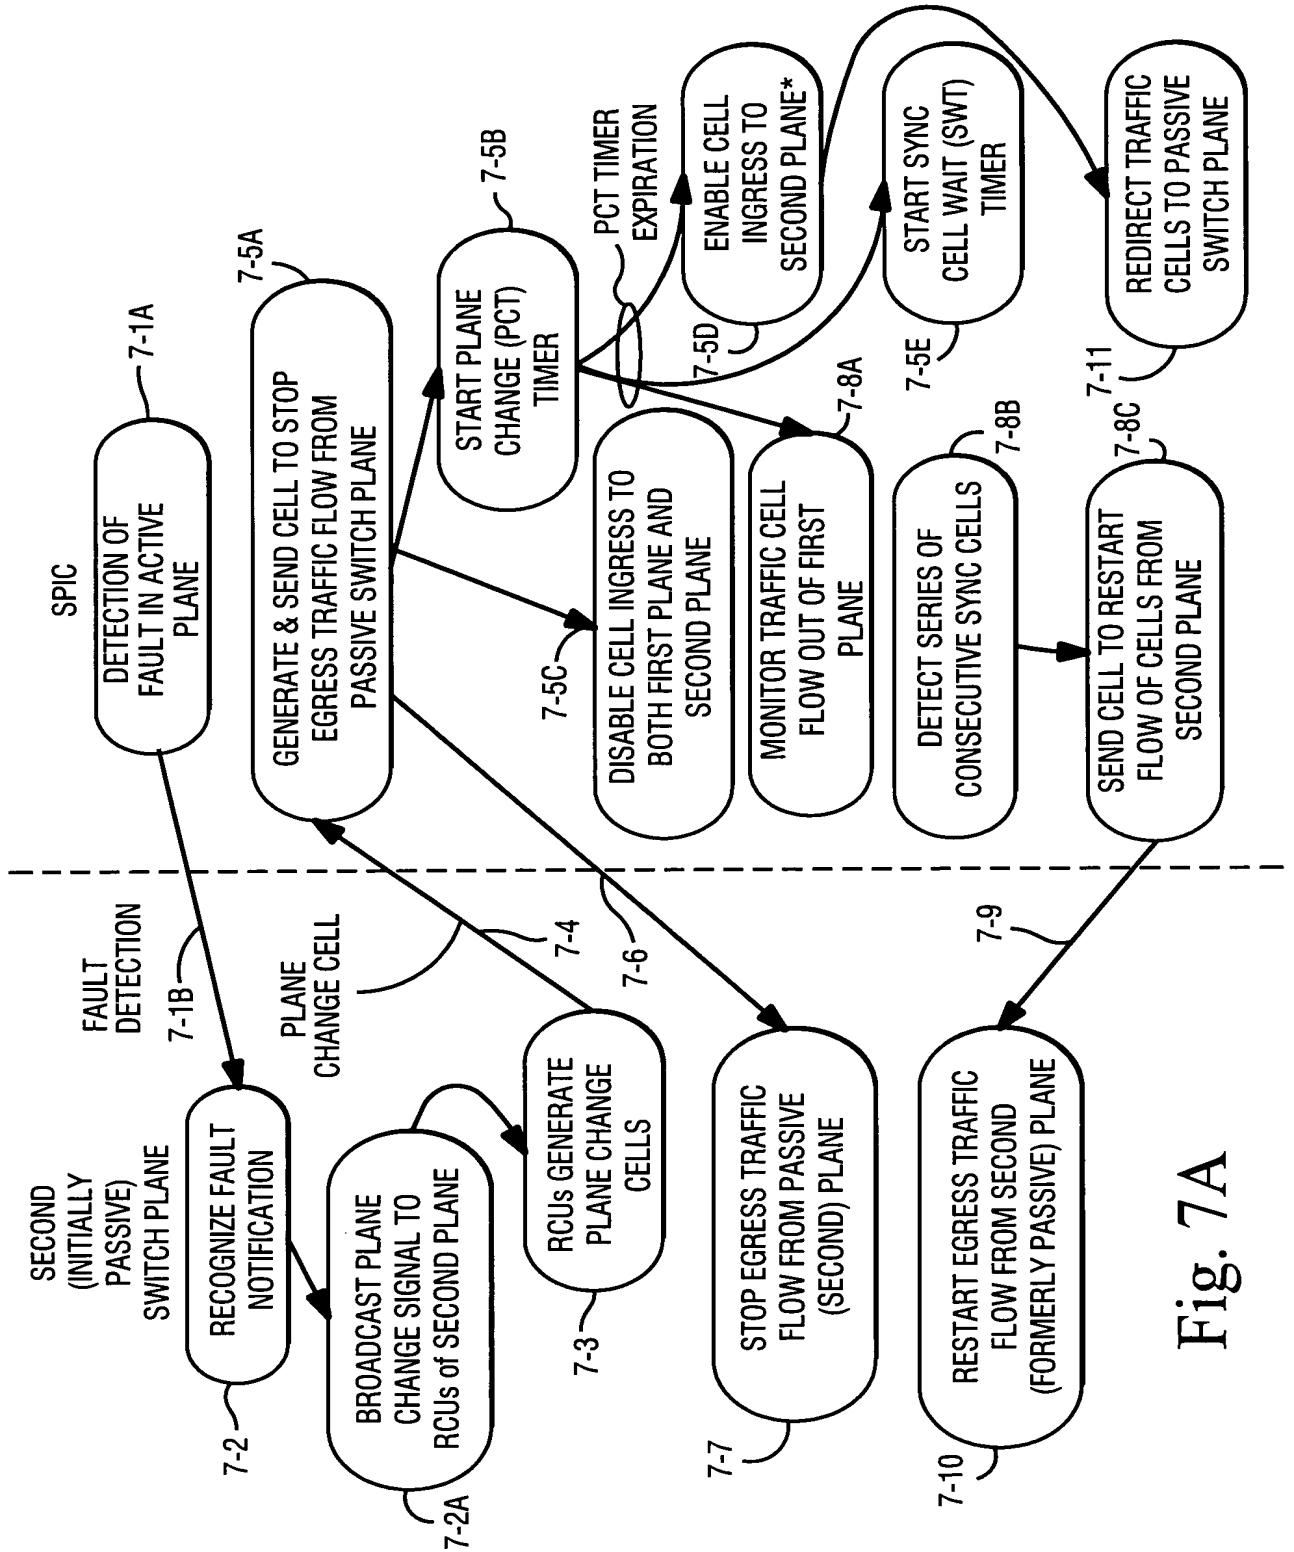 SECOND
(INITIALLY
PASSIVE)
SWITCH PLANE
FAULT
DETECTION
SPIC
7-1A
DETECTION OF
FAULT IN ACTIVE
PLANE
7-1B
7-2
RECOGNIZE FAULT
NOTIFICATION
7-2A
BROADCAST PLANE
CHANGE SIGNAL TO
RCUs of SECOND PLANE
PLANE
CHANGE CELL
7-3
RCUs GENERATE
PLANE CHANGE
CELLS
7-4
7-5A
GENERATE & SEND CELL TO STOP
EGRESS TRAFFIC FLOW FROM
PASSIVE SWITCH PLANE
7-5B
START PLANE
CHANGE (PCT)
TIMER
PCT TIMER
EXPIRATION
7-5C
DISABLE CELL INGRESS TO
BOTH FIRST PLANE AND
SECOND PLANE
7-5D
ENABLE CELL
INGRESS TO
SECOND PLANE*
7-5E
START SYNC
CELL WAIT (SWT)
TIMER
7-6
7-7
STOP EGRESS TRAFFIC
FLOW FROM PASSIVE
(SECOND) PLANE
7-8A
MONITOR TRAFFIC CELL
FLOW OUT OF FIRST
PLANE
7-8B
DETECT SERIES OF
CONSECUTIVE SYNC CELLS
7-8C
SEND CELL TO RESTART
FLOW OF CELLS FROM
SECOND PLANE
7-9
7-10
RESTART EGRESS TRAFFIC
FLOW FROM SECOND
(FORMERLY PASSIVE) PLANE
7-11
REDIRECT TRAFFIC
CELLS TO PASSIVE
SWITCH PLANE
Fig. 7A